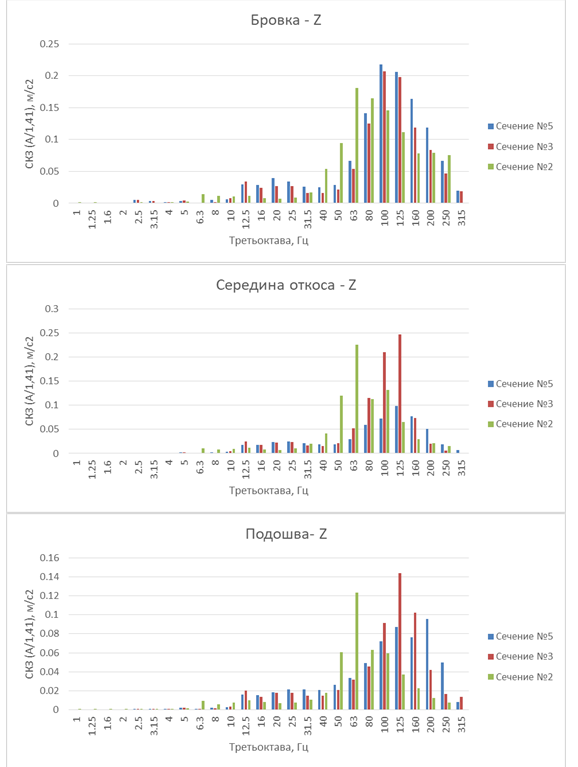 Бровка - Z
0.25
0.2
0.15
0.1
0.05
0
СКЗ (А/1,41), м/с2
1 1.25 1.6 2 2.5 3.15 4 5 6.3 8 10 12.5 16 20 25 31.5 40 50 63 80 100 125 160 200 250 315
Третьоктава, Гц
Сечение №5
Сечение №3
Сечение №2
Середина откоса - Z
0.3
0.25
0.2
0.15
0.1
0.05
0
СКЗ (А/1,41), м/с2
1 1.25 1.6 2 2.5 3.15 4 5 6.3 8 10 12.5 16 20 25 31.5 40 50 63 80 100 125 160 200 250 315
Третьоктава, Гц
Сечение №5
Сечение №3
Сечение №2
Подошва- Z
0.16
0.14
0.12
0.1
0.08
0.06
0.04
0.02
0
СКЗ (А/1,41), м/с2
1 1.25 1.6 2 2.5 3.15 4 5 6.3 8 10 12.5 16 20 25 31.5 40 50 63 80 100 125 160 200 250 315
Третьоктава, Гц
Сечение №5
Сечение №3
Сечение №2